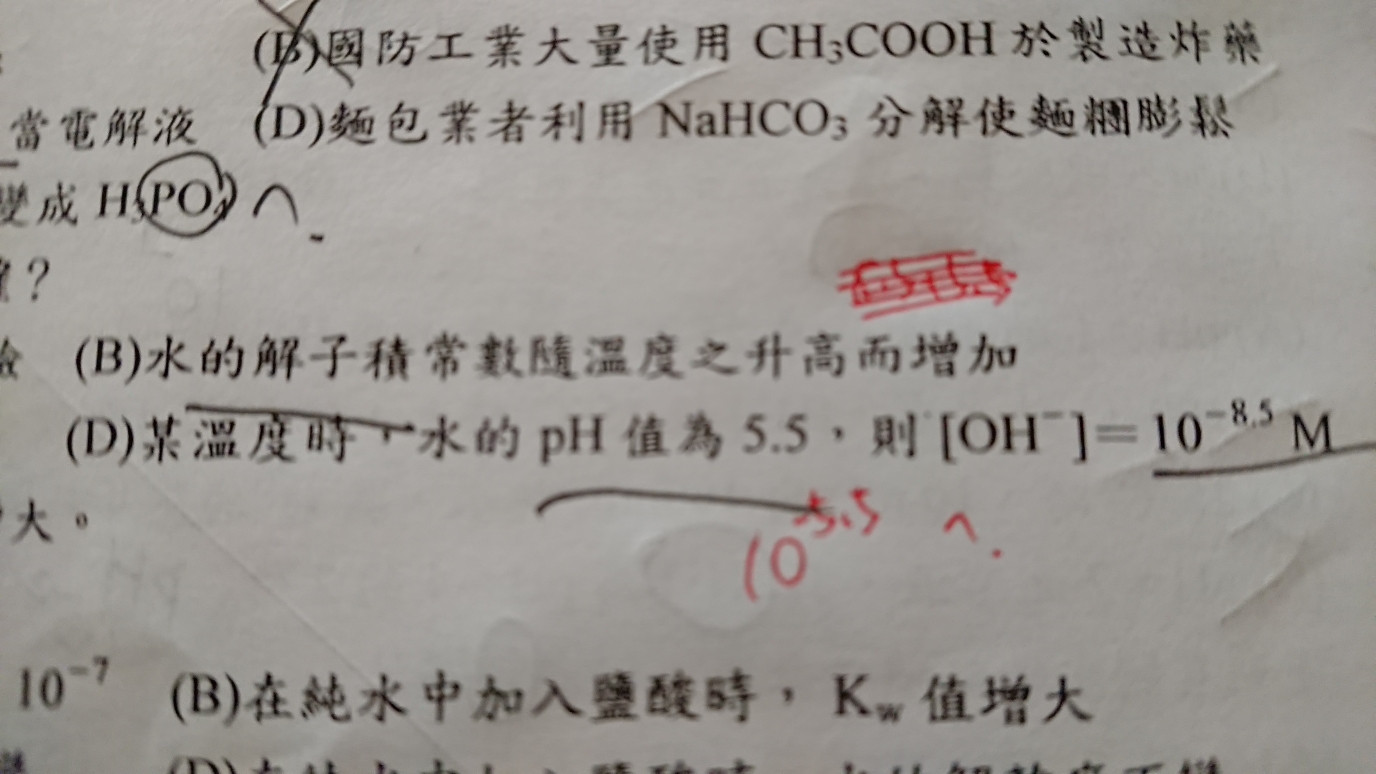 (B)國防工業大量使用 CH₃COOH 於製造炸藥
當電解液 (D)麵包業者利用 NaHCO₃ 分解使麵糰膨鬆
變成 H₃PO₄
?
(B)水的解子積常數隨溫度之升高而增加
(D)某溫度時,水的 pH 值為 5.5,則 [OH⁻]=10⁻⁸·⁵ M
10⁻⁵·⁵
大。
10⁻⁷ (B)在純水中加入鹽酸時, Kw 值增大